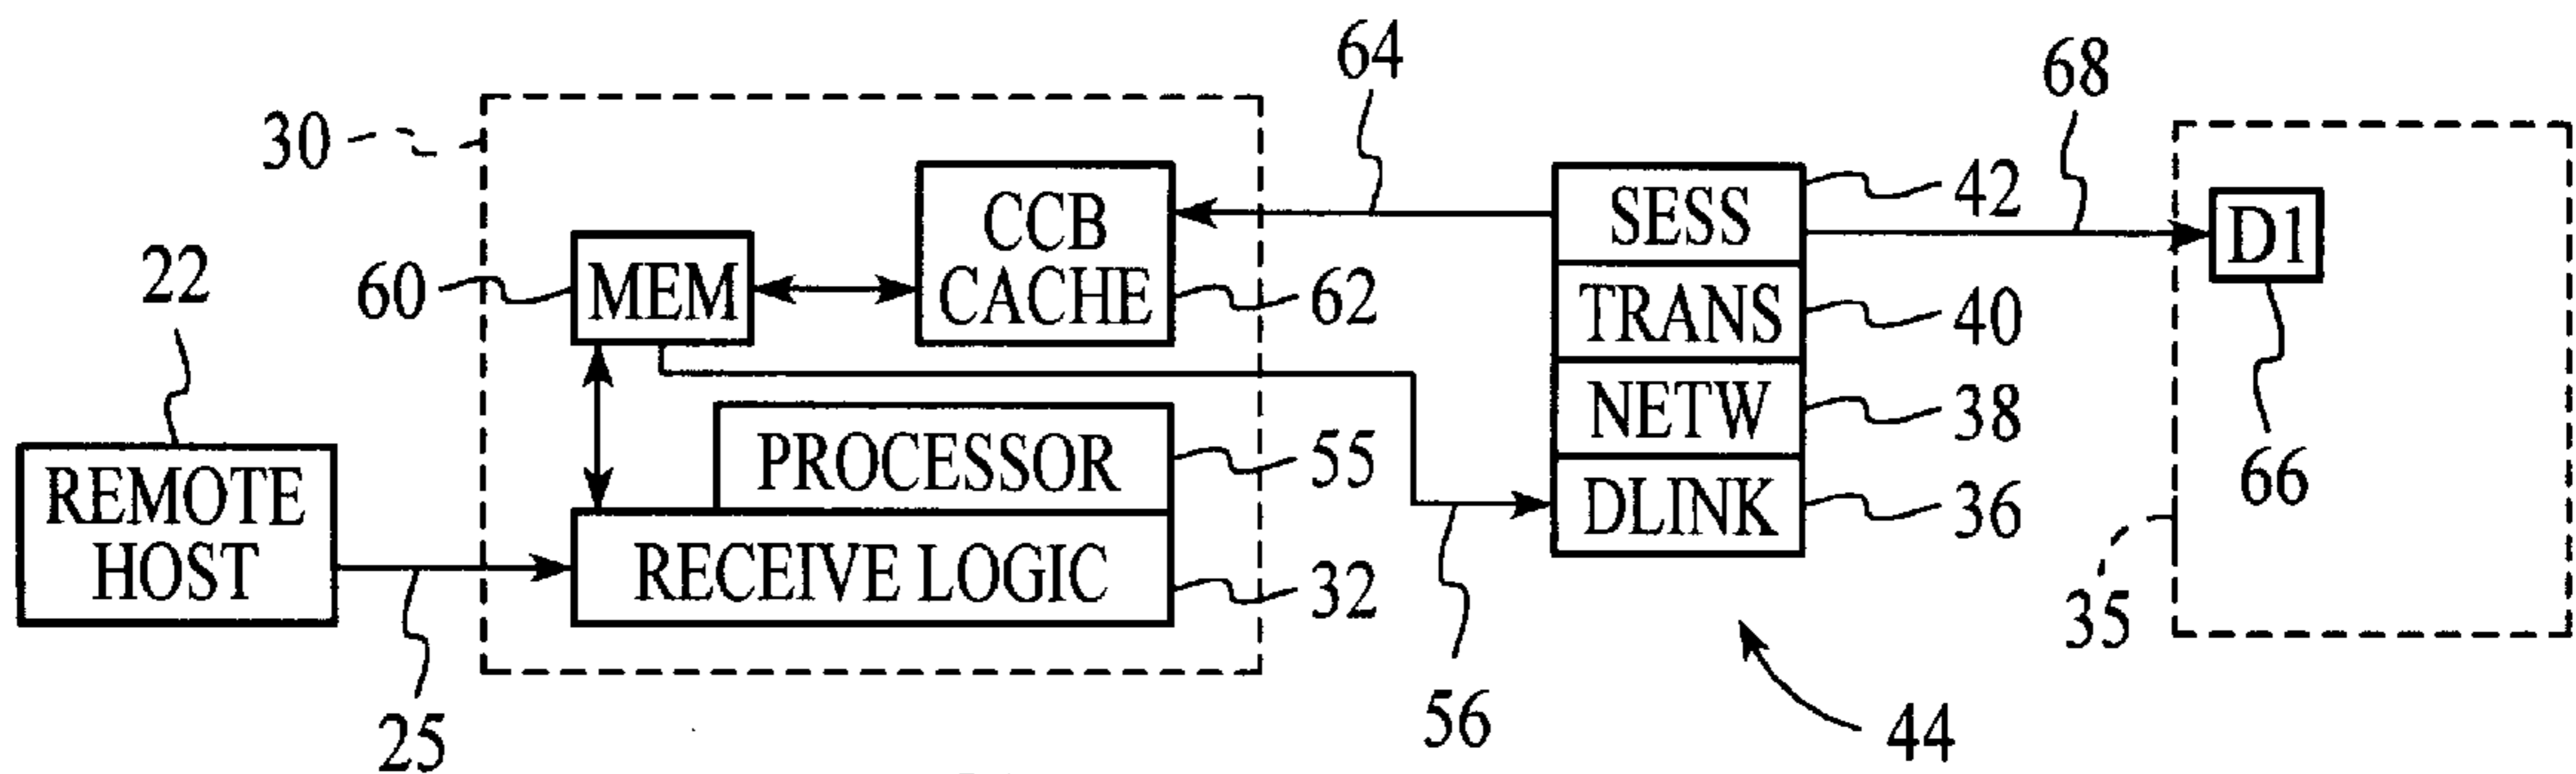 64
68
30
CCB
CACHE
SESS
42
D1
22
60
MEM
62
TRANS
40
NETW
38
PROCESSOR
55
66
REMOTE
HOST
DLINK
36
RECEIVE LOGIC
32
35
25
56
44